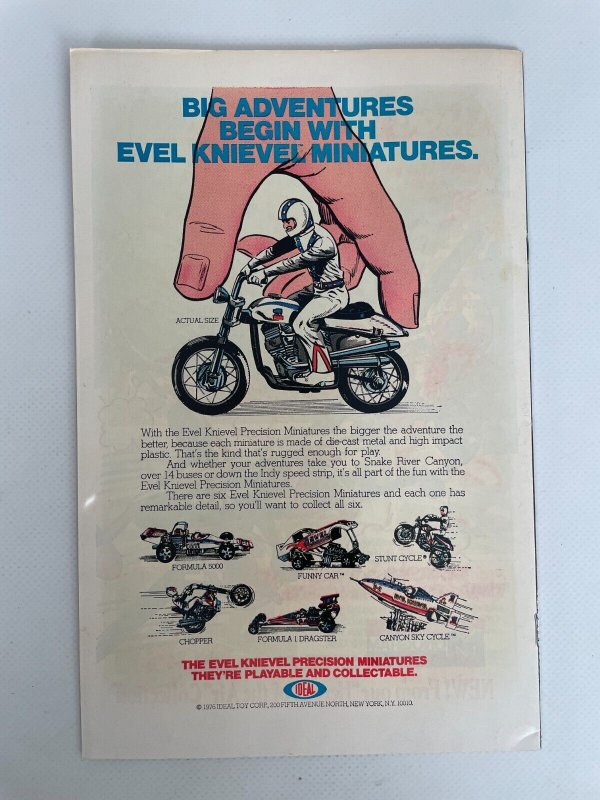 BIG ADVENTURES
BEGIN WITH
EVEL KNIEVEL MINIATURES.
ACTUAL SIZE
With the Evel Knievel Precision Miniatures the bigger the adventure the
better, because each miniature is made of die-cast metal and high impact
plastic. That's the kind that's rugged enough for play.
And whether your adventures take you to Snake River Canyon,
over 14 buses or down the Indy speed strip, it's all part of the fun with the
Evel Knievel Precision Miniatures.
There are six Evel Knievel Precision Miniatures and each one has
remarkable detail, so you'll want to collect all six.
FORMULA 5000
FUNNY CAR™
STUNT CYCLE®
CHOPPER
FORMULA 1 DRAGSTER
CANYON SKY CYCLE™
THE EVEL KNIEVEL PRECISION MINIATURES
THEY'RE PLAYABLE AND COLLECTABLE.
IDEAL
© 1976 IDEAL TOY CORP., 200 FIFTH AVENUE NORTH, NEW YORK, N.Y. 10010.